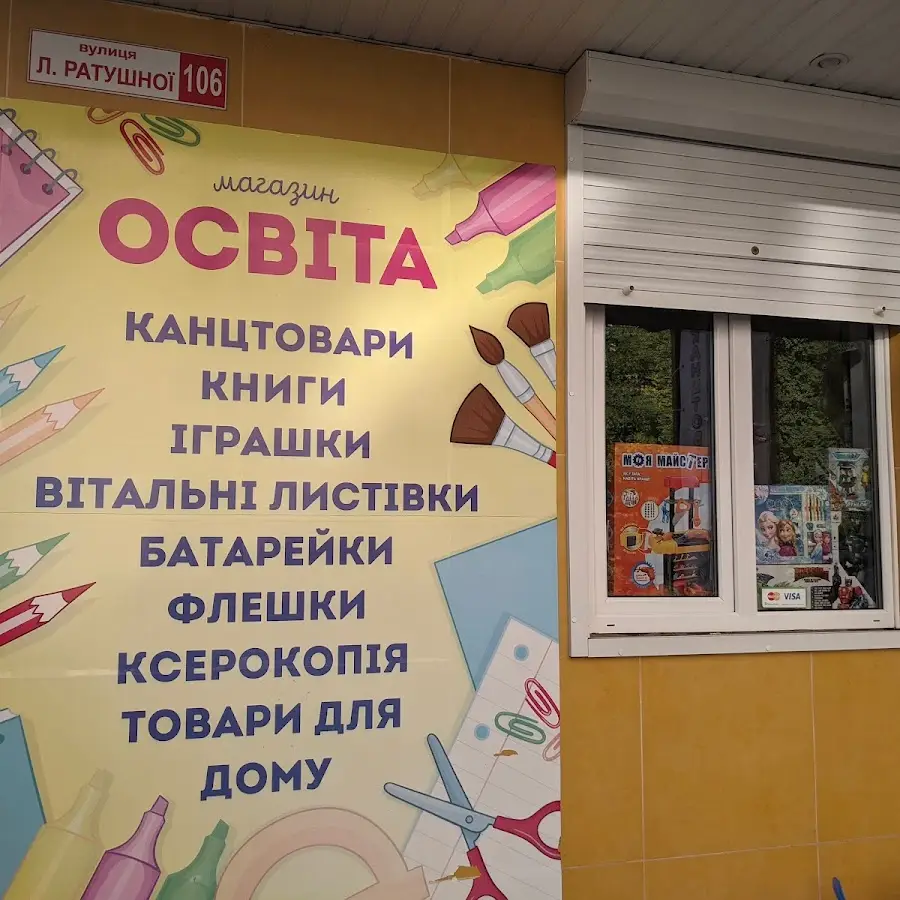 вулиця
Л. РАТУШНОЇ 106
магазин
ОСВІТА
КАНЦТОВАРИ
КНИГИ
ІГРАШКИ
ВІТАЛЬНІ ЛИСТІВКИ
БАТАРЕЙКИ
ФЛЕШКИ
КСЕРОКОПІЯ
ТОВАРИ ДЛЯ
ДОМУ
МОЯ МАЙСТЕР
VISA